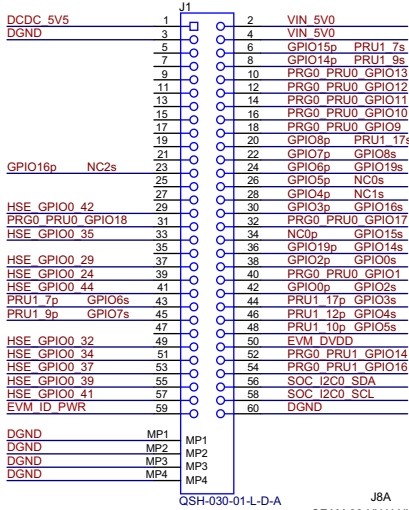 J1
DCDC_5V5 1 2 VIN_5V0
DGND 3 4 VIN_5V0
5 6 GPIO15p PRU1_7s
7 8 GPIO14p PRU1_9s
9 10 PRG0_PRU0_GPIO13
11 12 PRG0_PRU0_GPIO12
13 14 PRG0_PRU0_GPIO11
15 16 PRG0_PRU0_GPIO10
17 18 PRG0_PRU0_GPIO9
19 20 GPIO8p PRU1_17s
21 22 GPIO7p GPIO8s
GPIO16p NC2s 23 24 GPIO6p GPIO19s
25 26 GPIO5p NC0s
27 28 GPIO4p NC1s
HSE_GPIO0_42 29 30 GPIO3p GPIO16s
PRG0_PRU0_GPIO18 31 32 PRG0_PRU0_GPIO17
HSE_GPIO0_35 33 34 NC0p GPIO15s
35 36 GPIO19p GPIO14s
HSE_GPIO0_29 37 38 GPIO2p GPIO0s
HSE_GPIO0_24 39 40 PRG0_PRU0_GPIO1
HSE_GPIO0_44 41 42 GPIO0p GPIO2s
PRU1_7p GPIO6s 43 44 PRU1_17p GPIO3s
PRU1_9p GPIO7s 45 46 PRU1_12p GPIO4s
47 48 PRU1_10p GPIO5s
HSE_GPIO0_32 49 50 EVM_DVDD
HSE_GPIO0_34 51 52 PRG0_PRU1_GPIO14
HSE_GPIO0_37 53 54 PRG0_PRU1_GPIO16
HSE_GPIO0_39 55 56 SOC_I2C0_SDA
HSE_GPIO0_41 57 58 SOC_I2C0_SCL
EVM_ID_PWR 59 60 DGND
DGND MP1 MP1
DGND MP2 MP2
DGND MP3 MP3
DGND MP4 MP4
QSH-030-01-L-D-A
J8A